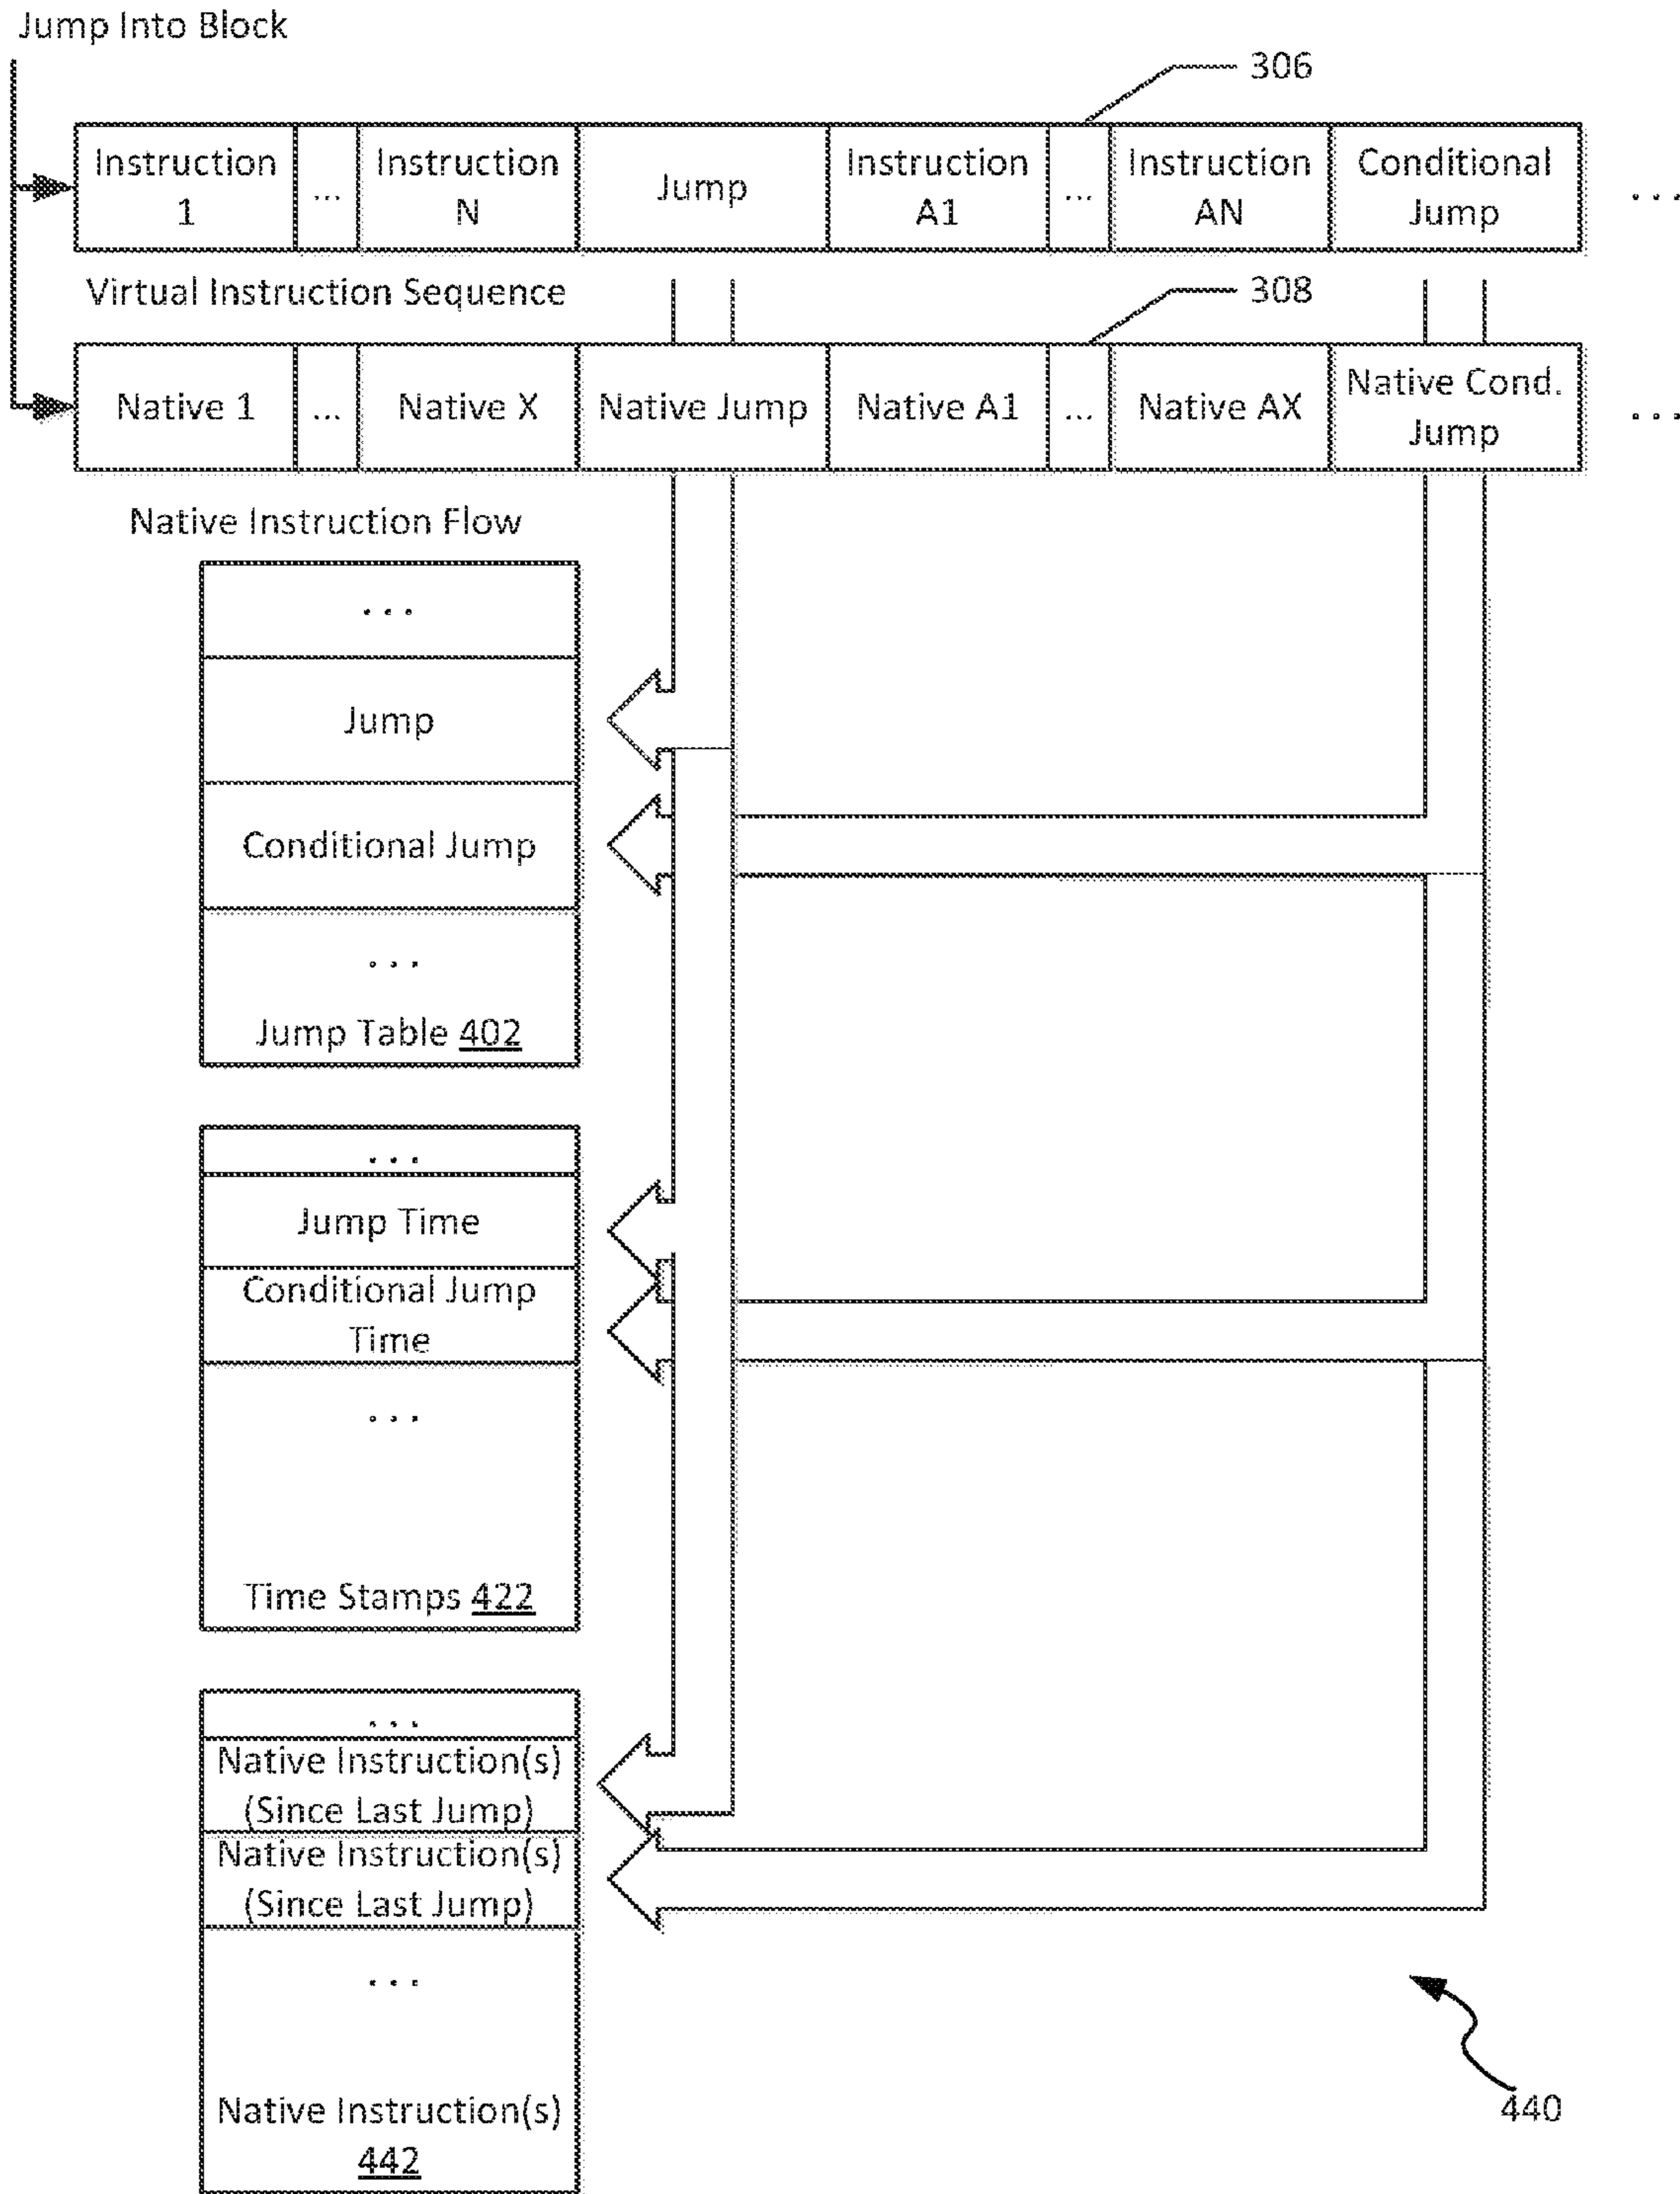 Jump Into Block
306
Instruction 1
...
Instruction N
Jump
Instruction A1
...
Instruction AN
Conditional Jump
...
Virtual Instruction Sequence
308
Native 1
...
Native X
Native Jump
Native A1
...
Native AX
Native Cond. Jump
...
Native Instruction Flow
...
Jump
Conditional Jump
...
Jump Table 402
...
Jump Time
Conditional Jump
Time
...
Time Stamps 422
...
Native Instruction(s)
(Since Last Jump)
Native Instruction(s)
(Since Last Jump)
...
Native Instruction(s)
442
440